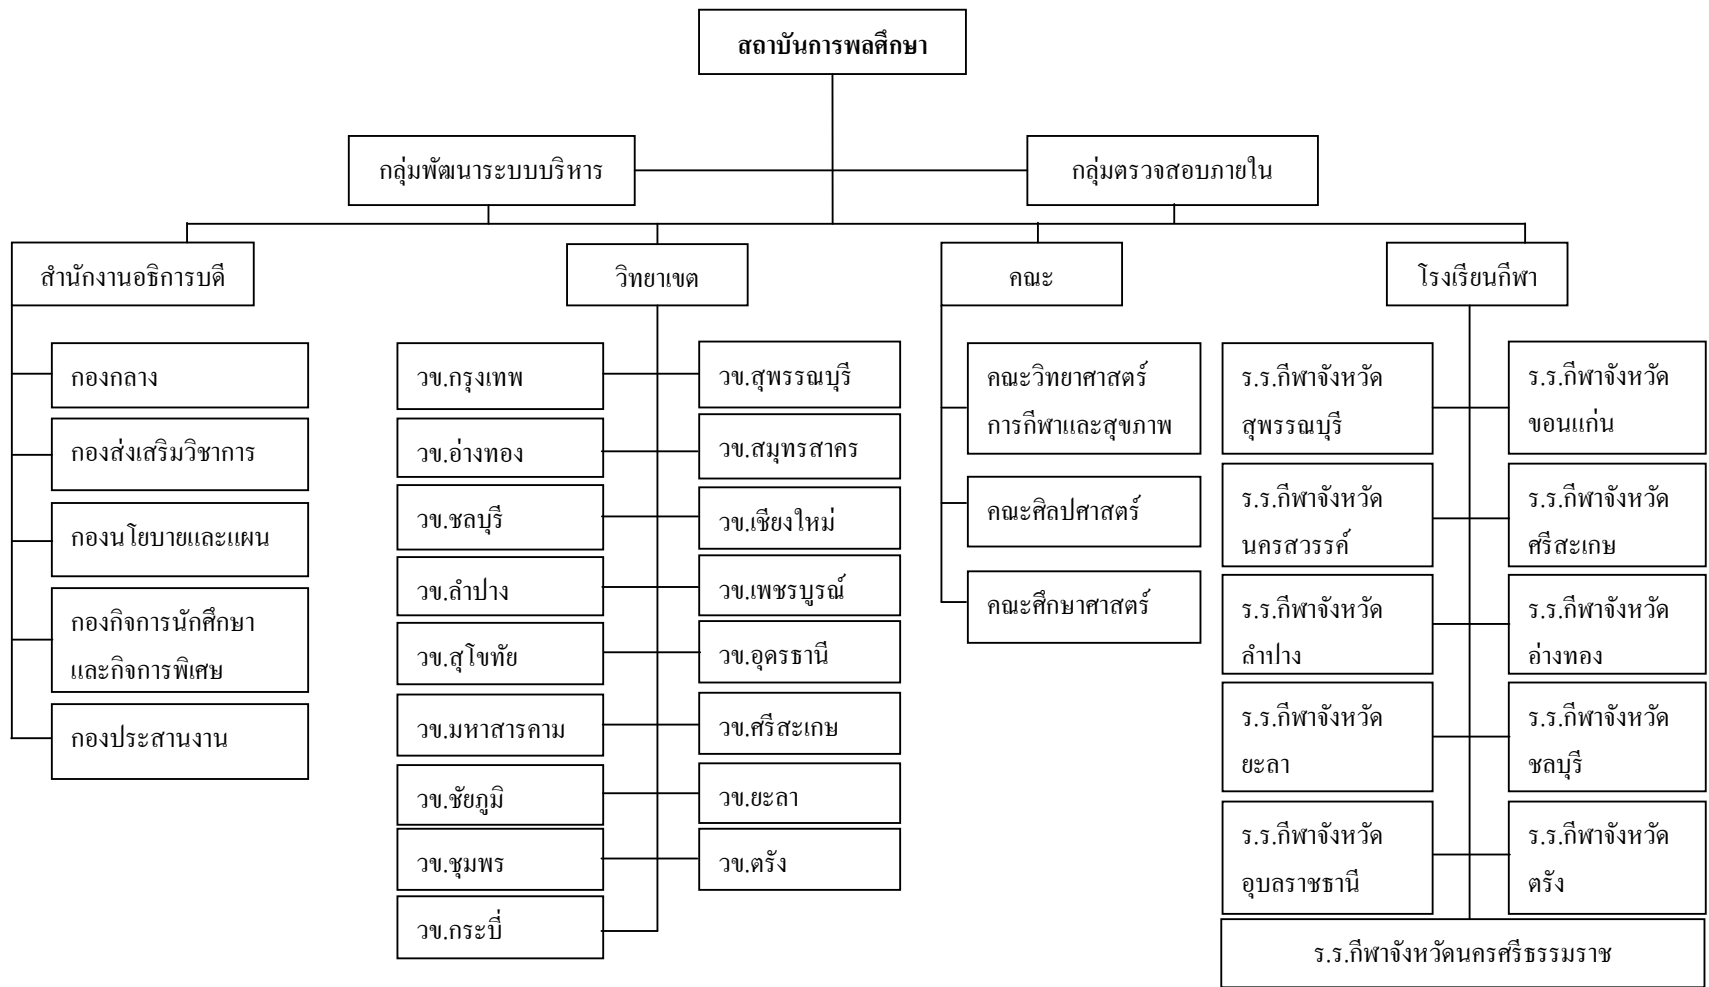 สถาบันการพลศึกษา
กลุ่มพัฒนาระบบบริหาร
กลุ่มตรวจสอบภายใน
สำนักงานอธิการบดี
วิทยาเขต
คณะ
โรงเรียนกีฬา
กองกลาง
กองส่งเสริมวิชาการ
กองนโยบายและแผน
กองกิจการนักศึกษา
และกิจการพิเศษ
กองประสานงาน
วข.กรุงเทพ
วข.สุพรรณบุรี
วข.อ่างทอง
วข.สมุทรสาคร
วข.ชลบุรี
วข.เชียงใหม่
วข.ลำปาง
วข.เพชรบูรณ์
วข.สุโขทัย
วข.อุดรธานี
วข.มหาสารคาม
วข.ศรีสะเกษ
วข.ชัยภูมิ
วข.ยะลา
วข.ชุมพร
วข.ตรัง
วข.กระบี่
คณะวิทยาศาสตร์
การกีฬาและสุขภาพ
คณะศิลปศาสตร์
คณะศึกษาศาสตร์
ร.ร.กีฬาจังหวัด
สุพรรณบุรี
ร.ร.กีฬาจังหวัด
ขอนแก่น
ร.ร.กีฬาจังหวัด
นครสวรรค์
ร.ร.กีฬาจังหวัด
ศรีสะเกษ
ร.ร.กีฬาจังหวัด
ลำปาง
ร.ร.กีฬาจังหวัด
อ่างทอง
ร.ร.กีฬาจังหวัด
ยะลา
ร.ร.กีฬาจังหวัด
ชลบุรี
ร.ร.กีฬาจังหวัด
อุบลราชธานี
ร.ร.กีฬาจังหวัด
ตรัง
ร.ร.กีฬาจังหวัดนครศรีธรรมราช